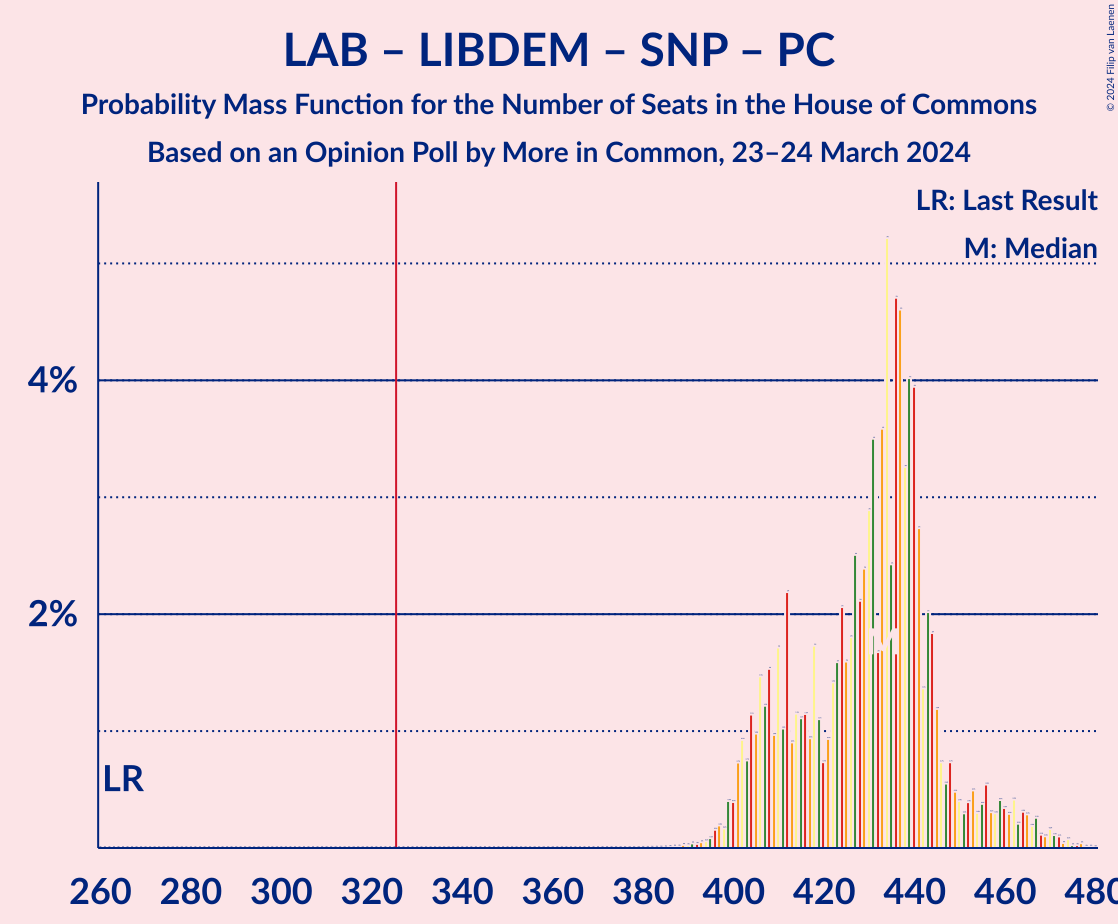 LAB – LIBDEM – SNP – PC
Probability Mass Function for the Number of Seats in the House of Commons
Based on an Opinion Poll by More in Common, 23–24 March 2024
© 2024 Filip van Laenen
LR: Last Result
M: Median
4%
2%
LR
260 280 300 320 340 360 380 400 420 440 460 480